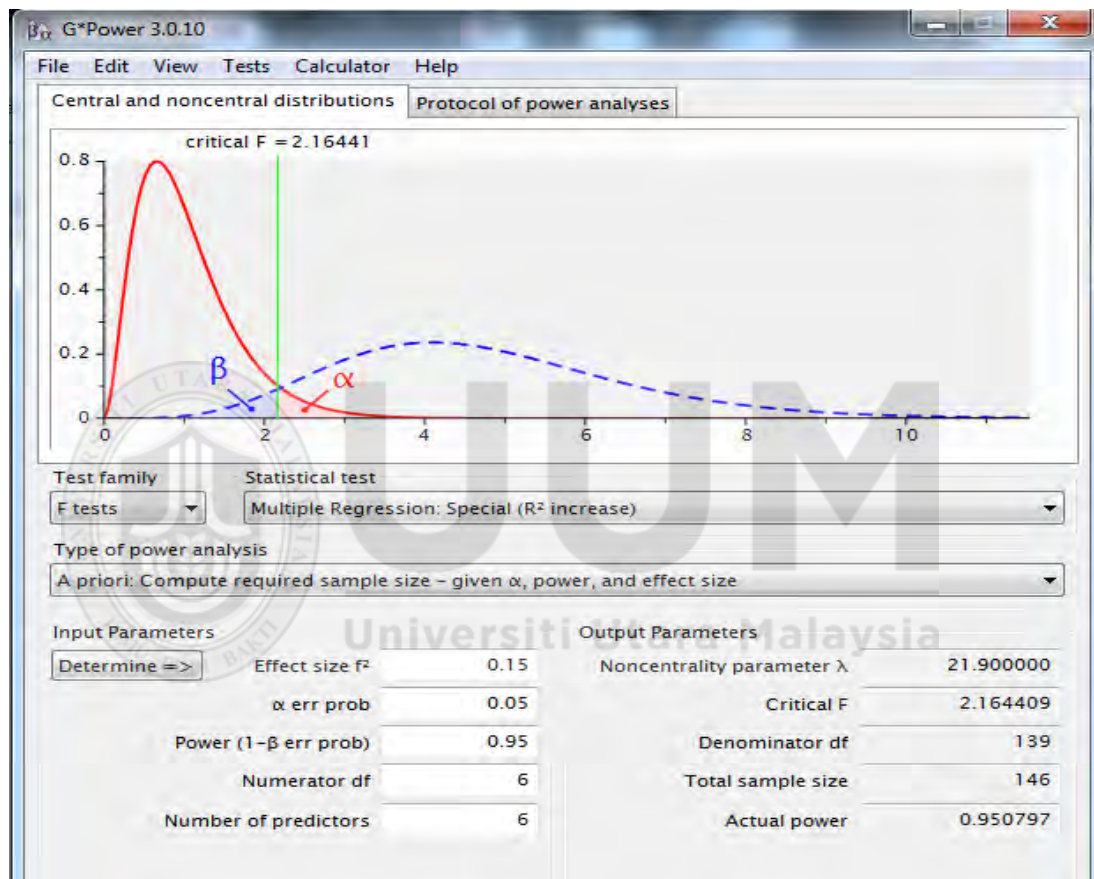 βα G*Power 3.0.10
File Edit View Tests Calculator Help
Central and noncentral distributions Protocol of power analyses
critical F = 2.16441
0.8
0.6
0.4
0.2
0
β α
0 2 4 6 8 10
Test family Statistical test
F tests Multiple Regression: Special (R² increase)
Type of power analysis
A priori: Compute required sample size – given α, power, and effect size
Input Parameters Output Parameters
Determine => Effect size f² 0.15 Noncentrality parameter λ 21.900000
α err prob 0.05 Critical F 2.164409
Power (1-β err prob) 0.95 Denominator df 139
Numerator df 6 Total sample size 146
Number of predictors 6 Actual power 0.950797
UUM
Universiti Utara Malaysia